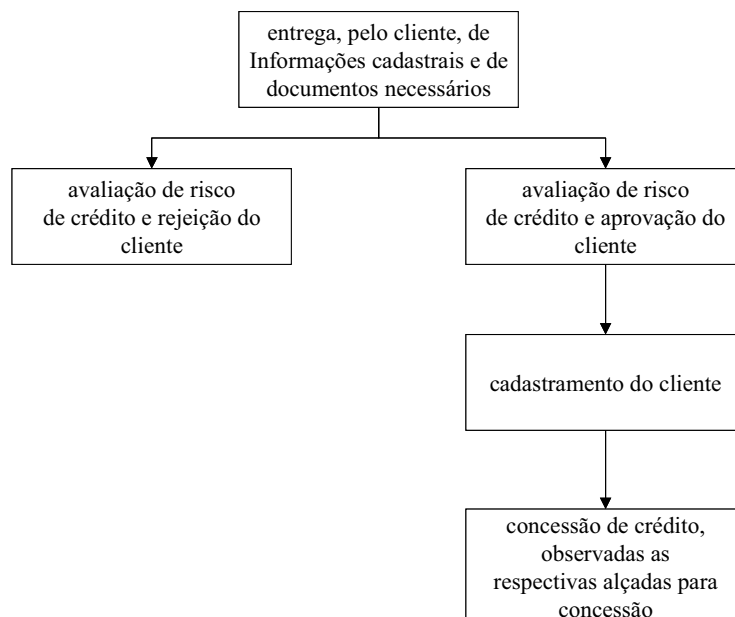 entrega, pelo cliente, de
Informações cadastrais e de
documentos necessários
avaliação de risco
de crédito e rejeição do
cliente
avaliação de risco
de crédito e aprovação do
cliente
cadastramento do cliente
concessão de crédito,
observadas as
respectivas alçadas para
concessão